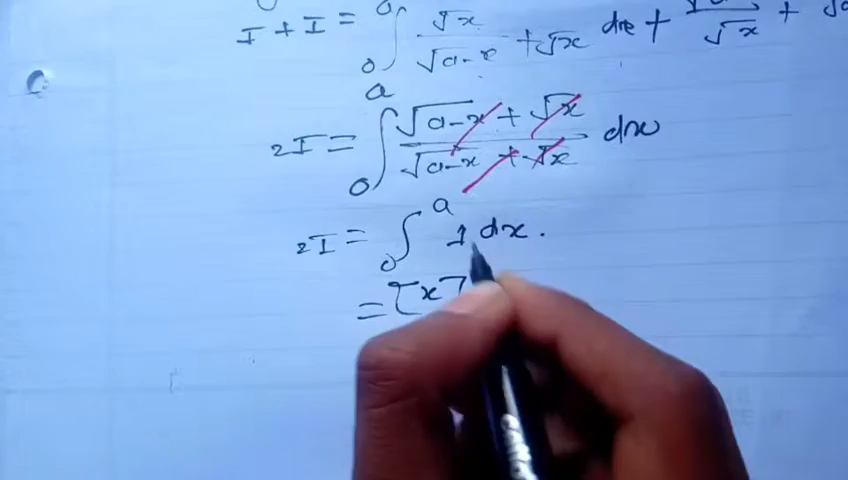 I + I = ∫₀ᵃ √x / √a-x + √x dx + / √x +
2I = ∫₀ᵃ √a-x + √x / √a-x + √x dx
2I = ∫₀ᵃ 1 dx.
= [x]